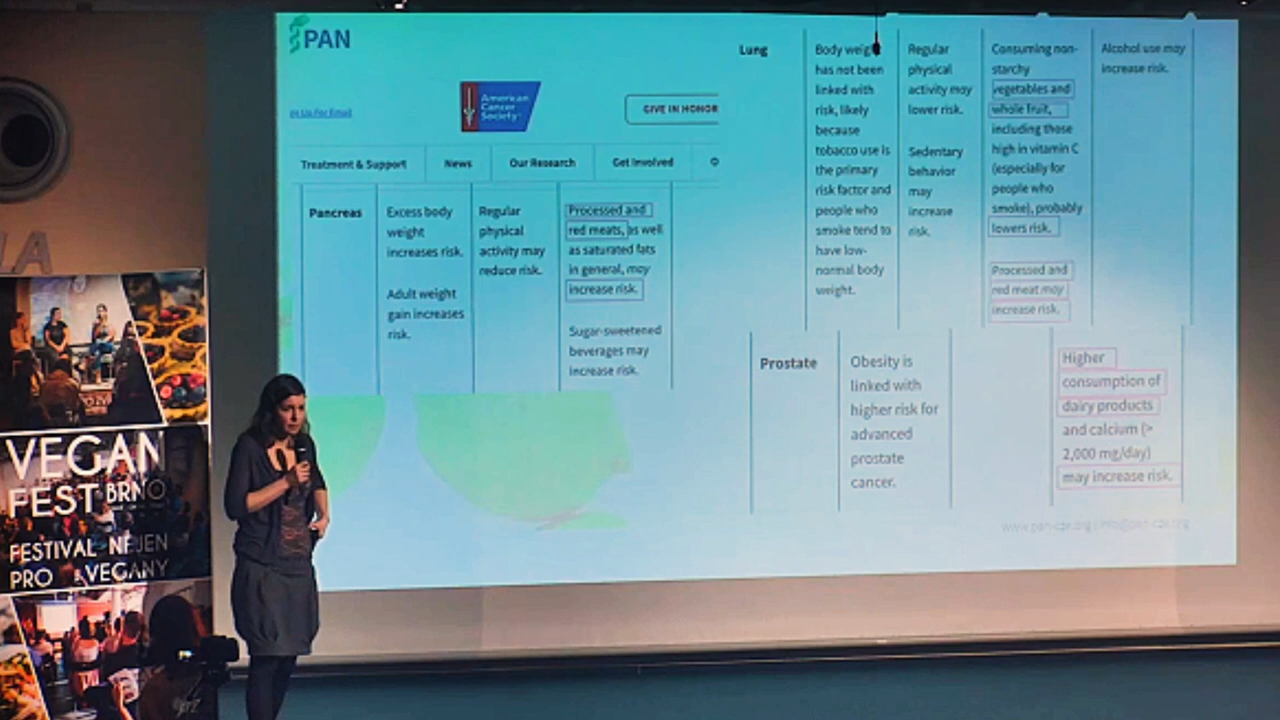 PAN
American
Cancer
Society
GIVE IN HONOR
Treatment & Support
News
Our Research
Get Involved
Pancreas
Excess body
weight
increases risk.
Adult weight
gain increases
risk.
Regular
physical
activity may
reduce risk.
Processed and
red meats, as well
as saturated fats
in general, may
increase risk.
Sugar-sweetened
beverages may
increase risk.
Lung
Body weight
has not been
linked with
risk, likely
because
tobacco use is
the primary
risk factor and
people who
smoke tend to
have low-
normal body
weight.
Regular
physical
activity may
lower risk.
Sedentary
behavior
may
increase
risk.
Consuming non-
starchy
vegetables and
whole fruit,
including those
high in vitamin C
(especially for
people who
smoke), probably
lowers risk.
Processed and
red meat may
increase risk.
Alcohol use may
increase risk.
Prostate
Obesity is
linked with
higher risk for
advanced
prostate
cancer.
Higher
consumption of
dairy products
and calcium (>
2,000 mg/day)
may increase risk.
VEGAN
FEST BRNO
FESTIVAL NEJEN
PRO VEGANY